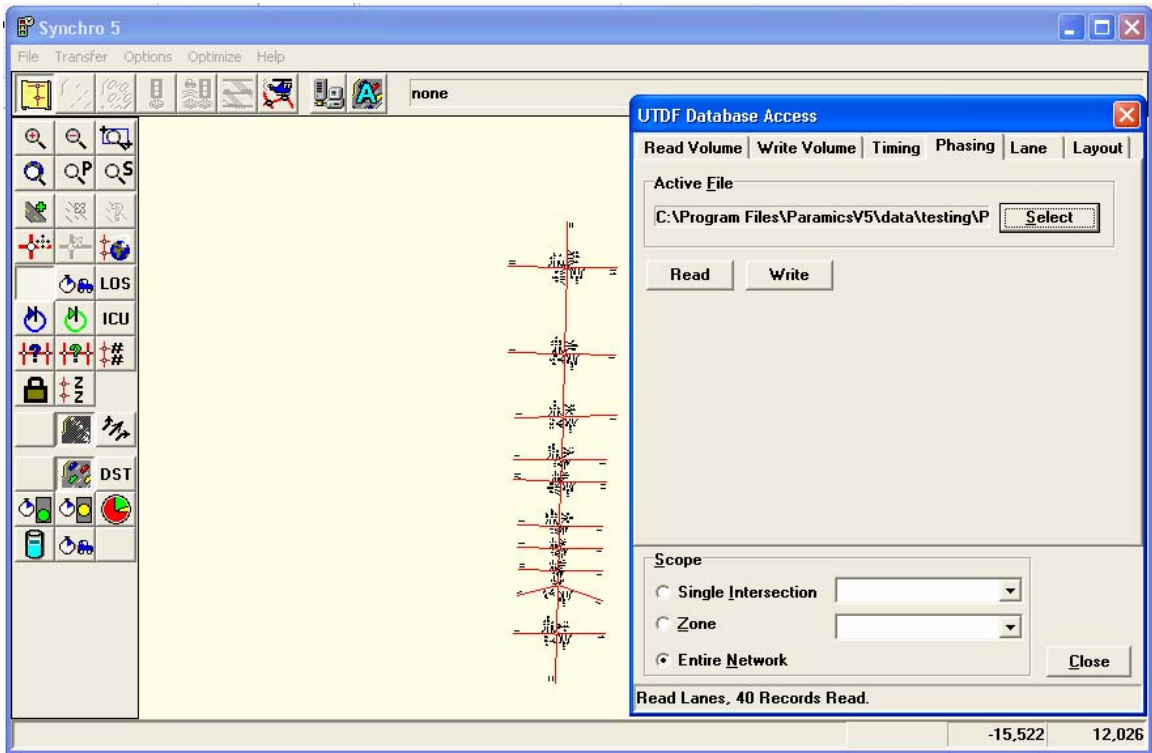 Synchro 5
File Transfer Options Optimize Help
none
UTDF Database Access
Read Volume Write Volume Timing Phasing Lane Layout
Active File
C:\Program Files\ParamicsV5\data\testing\P Select
Read Write
P S
LOS
ICU
? ? # #
Z Z
DST
Scope
Single Intersection
Zone
Entire Network
Close
Read Lanes, 40 Records Read.
-15,522 12,026